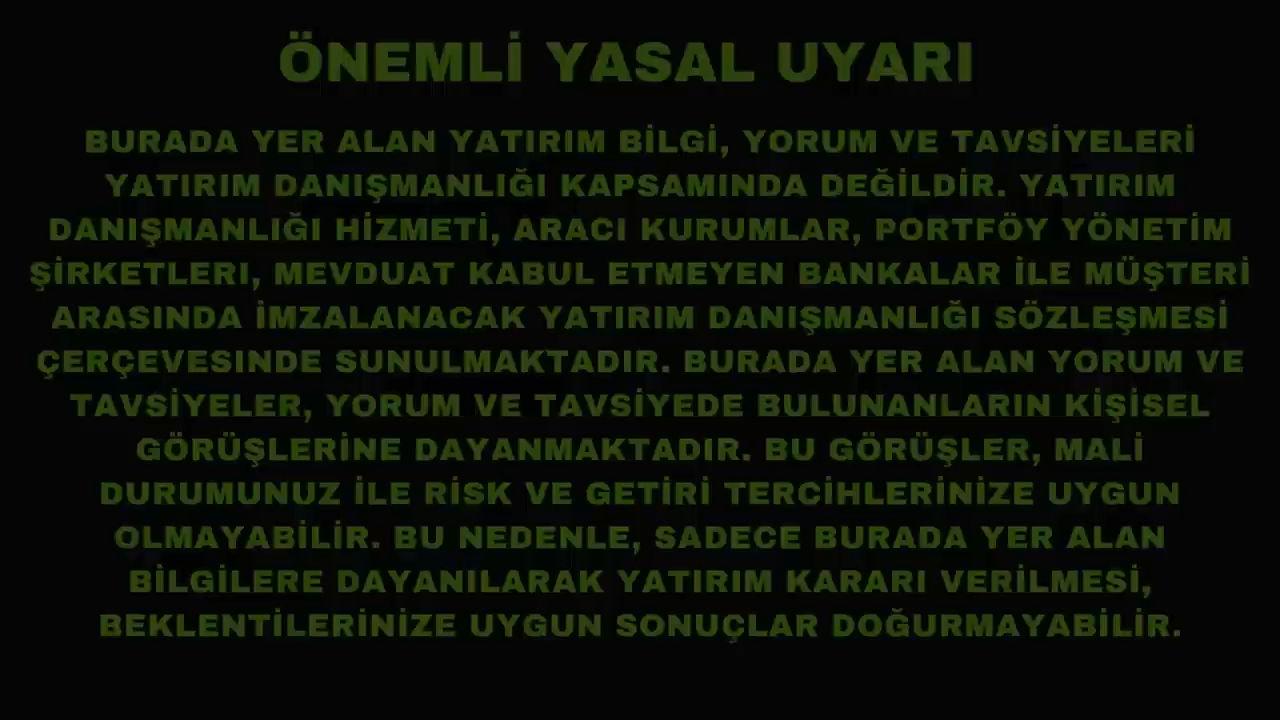 ÖNEMLİ YASAL UYARI
BURADA YER ALAN YATIRIM BİLGİ, YORUM VE TAVSİYELERİ
YATIRIM DANIŞMANLIĞI KAPSAMINDA DEĞİLDİR. YATIRIM
DANIŞMANLIĞI HİZMETİ, ARACI KURUMLAR, PORTFÖY YÖNETİM
ŞİRKETLERI, MEVDUAT KABUL ETMEYEN BANKALAR İLE MÜŞTERİ
ARASINDA İMZALANACAK YATIRIM DANIŞMANLIĞI SÖZLEŞMESİ
ÇERÇEVESINDE SUNULMAKTADIR. BURADA YER ALAN YORUM VE
TAVSİYELER, YORUM VE TAVSİYEDE BULUNANLARIN KİŞİSEL
GÖRÜŞLERİNE DAYANMAKTADIR. BU GÖRÜŞLER, MALİ
DURUMUNUZ İLE RİSK VE GETİRİ TERCİHLERİNİZE UYGUN
OLMAYABİLİR. BU NEDENLE, SADECE BURADA YER ALAN
BİLGİLERE DAYANILARAK YATIRIM KARARI VERİLMESİ,
BEKLENTİLERİNİZE UYGUN SONUÇLAR DOĞURMAYABİLİR.